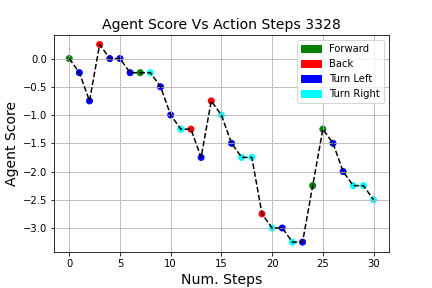 Agent Score Vs Action Steps 3328
Forward
Back
Turn Left
Turn Right
Agent Score
0.0
−0.5
−1.0
−1.5
−2.0
−2.5
−3.0
0 5 10 15 20 25 30
Num. Steps